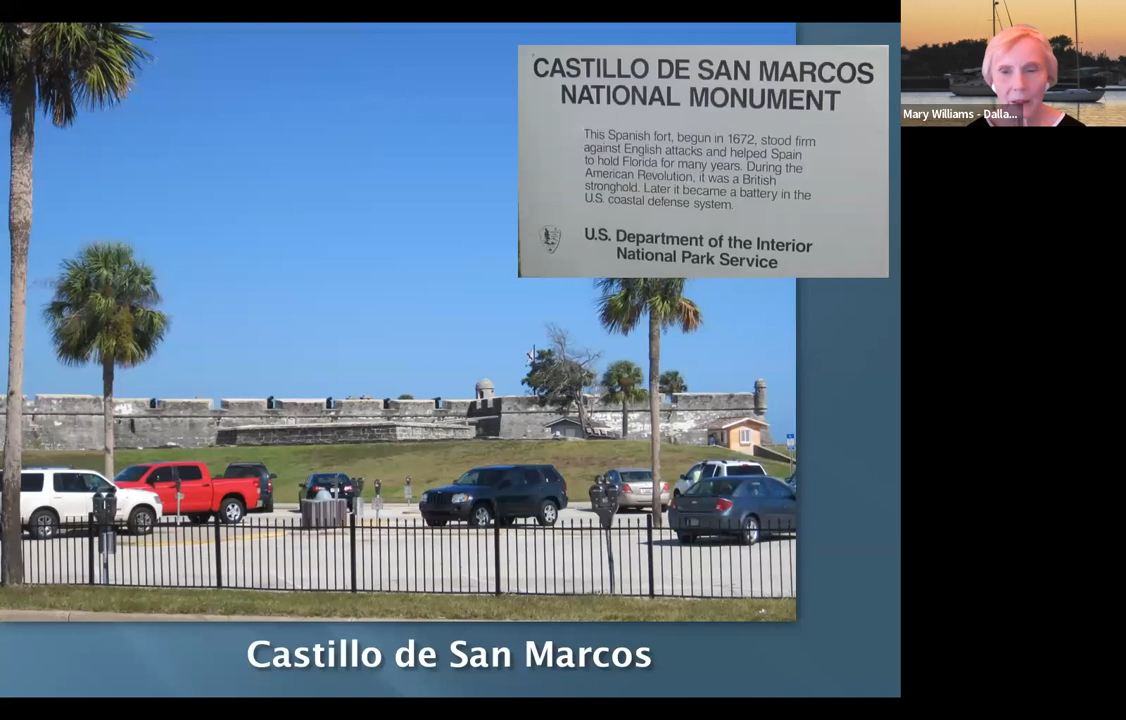 CASTILLO DE SAN MARCOS
NATIONAL MONUMENT
This Spanish fort, begun in 1672, stood firm
against English attacks and helped Spain
to hold Florida for many years. During the
American Revolution, it was a British
stronghold. Later it became a battery in the
U.S. coastal defense system.
U.S. Department of the Interior
National Park Service
Mary Williams - Dalla...
Castillo de San Marcos